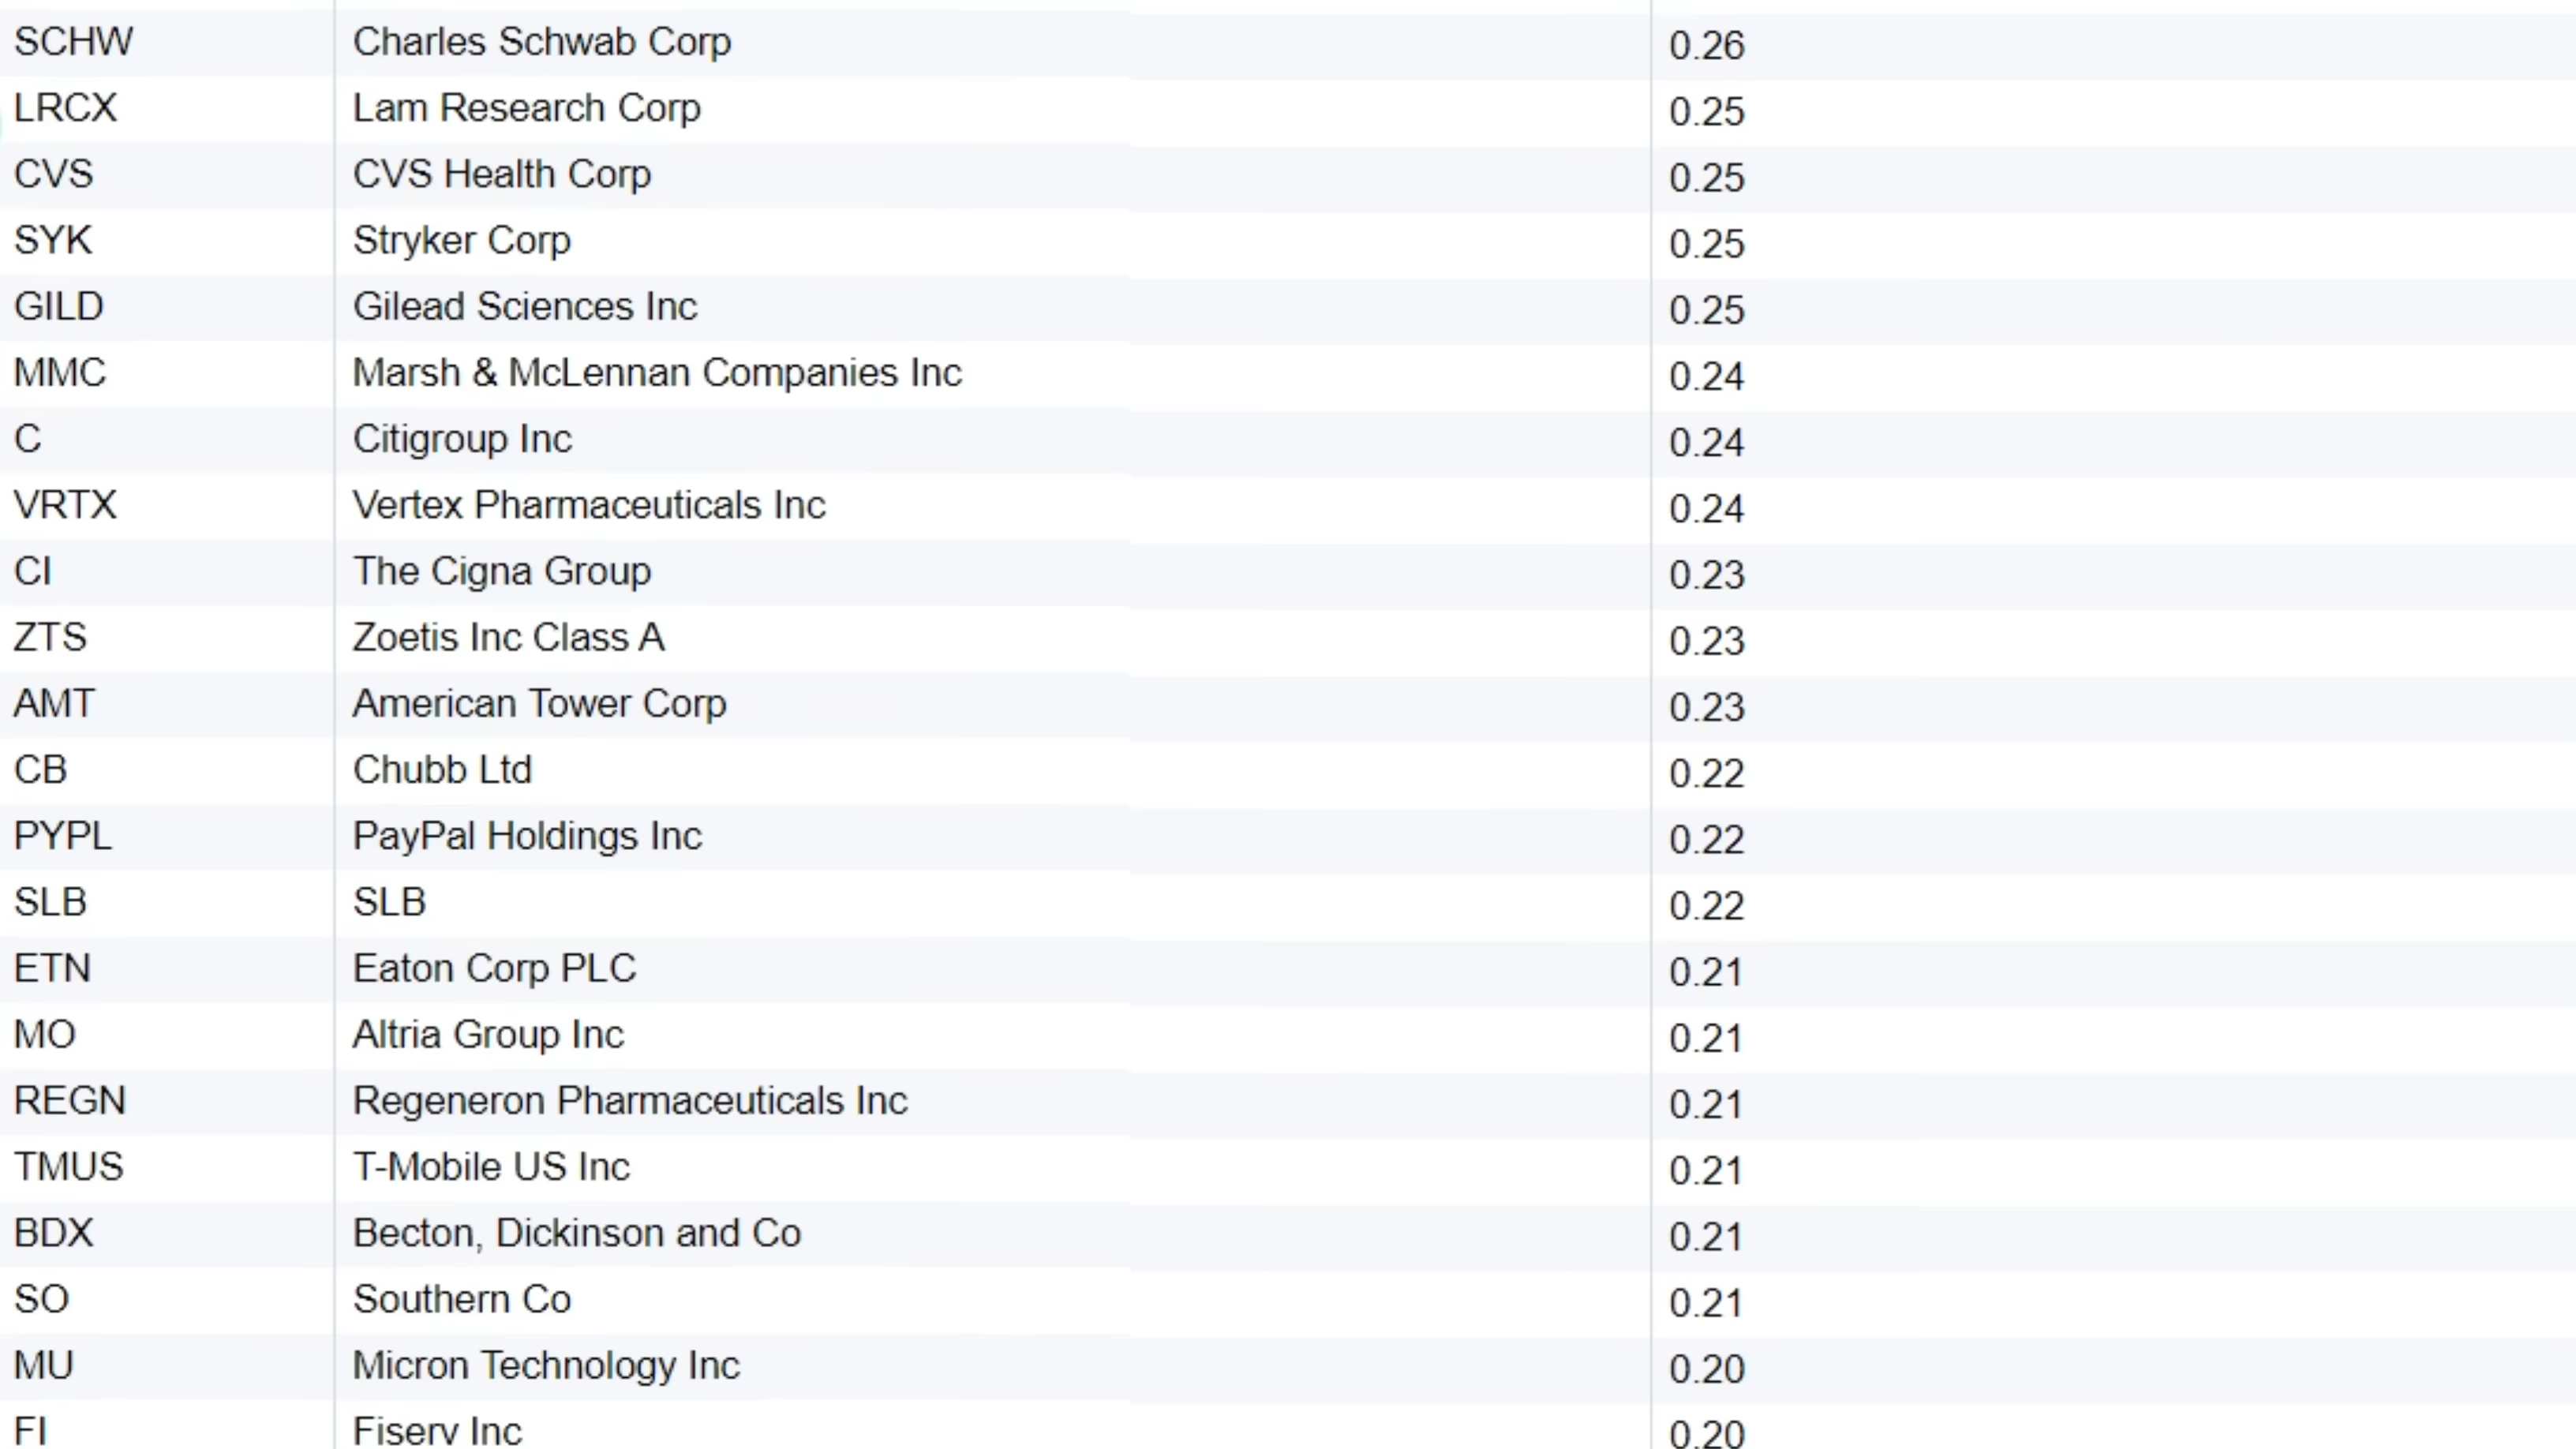 SCHW Charles Schwab Corp 0.26
LRCX Lam Research Corp 0.25
CVS CVS Health Corp 0.25
SYK Stryker Corp 0.25
GILD Gilead Sciences Inc 0.25
MMC Marsh & McLennan Companies Inc 0.24
C Citigroup Inc 0.24
VRTX Vertex Pharmaceuticals Inc 0.24
CI The Cigna Group 0.23
ZTS Zoetis Inc Class A 0.23
AMT American Tower Corp 0.23
CB Chubb Ltd 0.22
PYPL PayPal Holdings Inc 0.22
SLB SLB 0.22
ETN Eaton Corp PLC 0.21
MO Altria Group Inc 0.21
REGN Regeneron Pharmaceuticals Inc 0.21
TMUS T-Mobile US Inc 0.21
BDX Becton, Dickinson and Co 0.21
SO Southern Co 0.21
MU Micron Technology Inc 0.20
FI Fiserv Inc 0.20